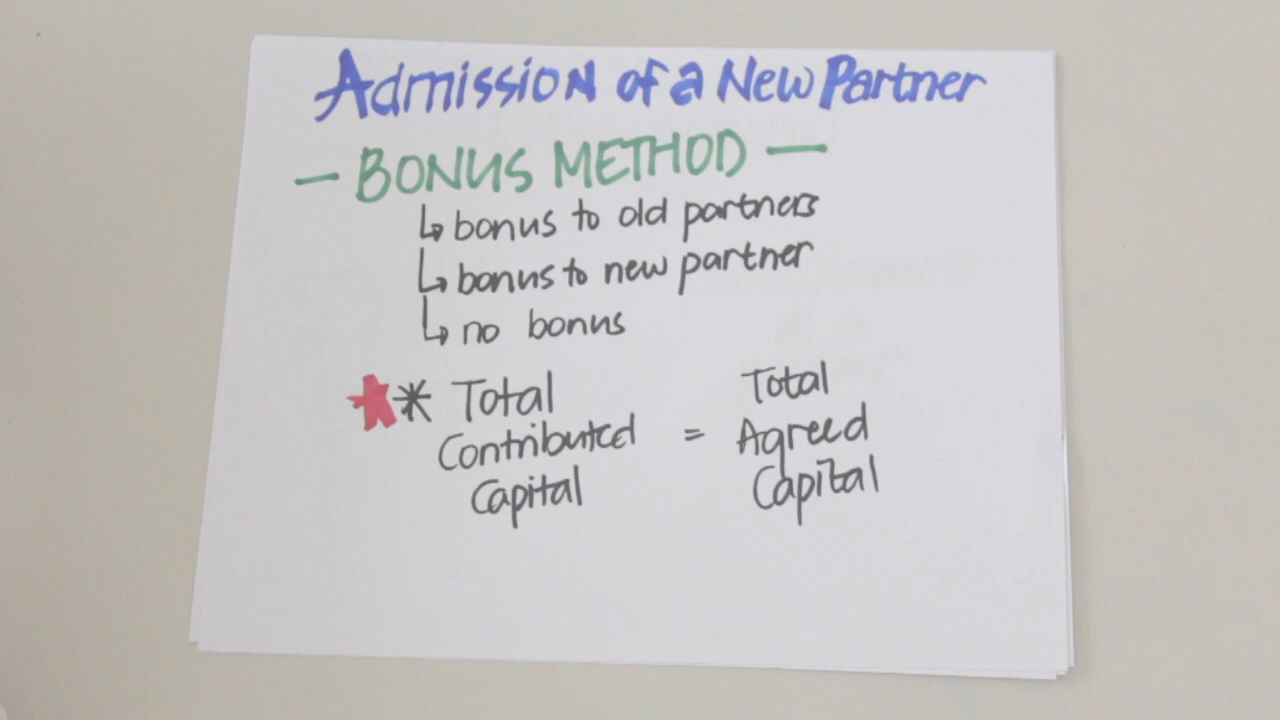 Admission of a New Partner
— BONUS METHOD —
↳ bonus to old partners
↳ bonus to new partner
↳ no bonus
★* Total Contributed Capital = Total Agreed Capital